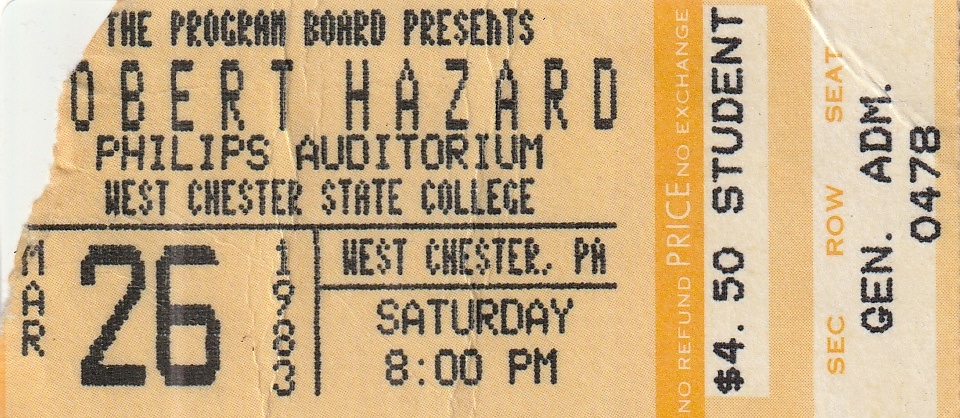 THE PROGRAM BOARD PRESENTS
OBERT HAZARD
PHILIPS AUDITORIUM
WEST CHESTER STATE COLLEGE
MAR
26
1983
WEST CHESTER, PA
SATURDAY
8:00 PM
NO REFUND PRICE NO EXCHANGE
$4.50 STUDENT
SEC ROW SEAT
GEN. ADM.
0478